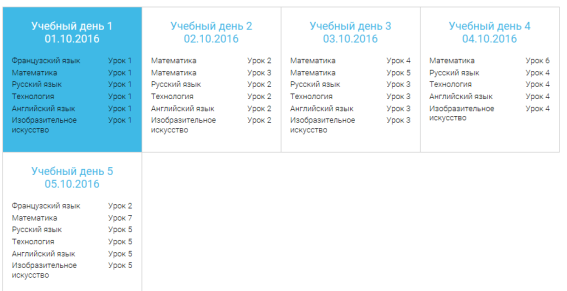 Учебный день 1
01.10.2016
Французский язык Урок 1
Математика Урок 1
Русский язык Урок 1
Технология Урок 1
Английский язык Урок 1
Изобразительное искусство Урок 1
Учебный день 2
02.10.2016
Математика Урок 2
Математика Урок 3
Русский язык Урок 2
Технология Урок 2
Английский язык Урок 2
Изобразительное искусство Урок 2
Учебный день 3
03.10.2016
Математика Урок 4
Математика Урок 5
Русский язык Урок 3
Технология Урок 3
Английский язык Урок 3
Изобразительное искусство Урок 3
Учебный день 4
04.10.2016
Математика Урок 6
Русский язык Урок 4
Технология Урок 4
Английский язык Урок 4
Изобразительное искусство Урок 4
Учебный день 5
05.10.2016
Французский язык Урок 2
Математика Урок 7
Русский язык Урок 5
Технология Урок 5
Английский язык Урок 5
Изобразительное искусство Урок 5